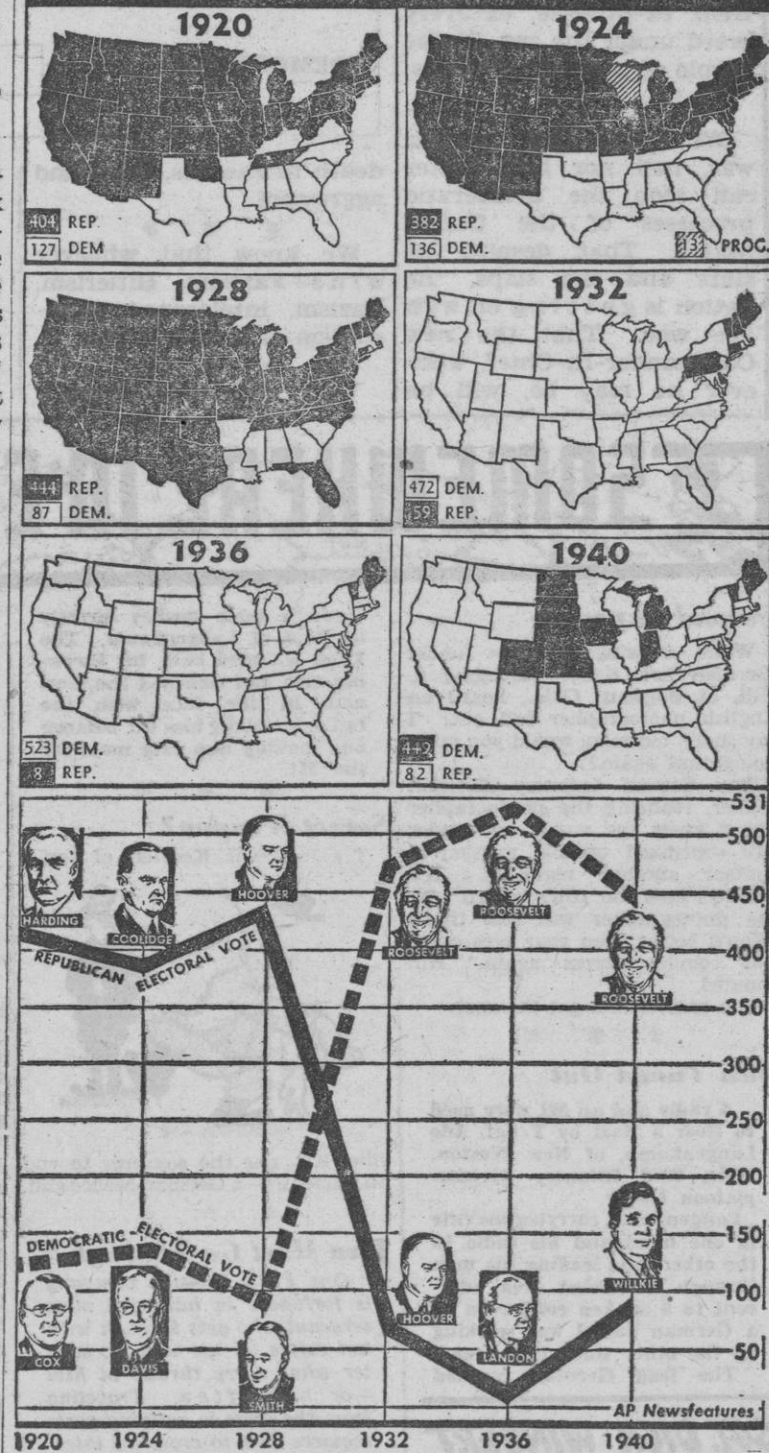 1920
404 REP.
127 DEM.
1924
382 REP.
136 DEM.
13 PROG.
1928
444 REP.
87 DEM.
1932
472 DEM.
59 REP.
1936
523 DEM.
8 REP.
1940
449 DEM.
82 REP.
531
500
450
400
350
300
250
200
150
100
50
HARDING
COOLIDGE
HOOVER
ROOSEVELT
ROOSEVELT
ROOSEVELT
REPUBLICAN ELECTORAL VOTE
DEMOCRATIC ELECTORAL VOTE
COX
DAVIS
SMITH
HOOVER
LANDON
WILLKIE
AP Newsfeatures
1920 1924 1928 1932 1936 1940